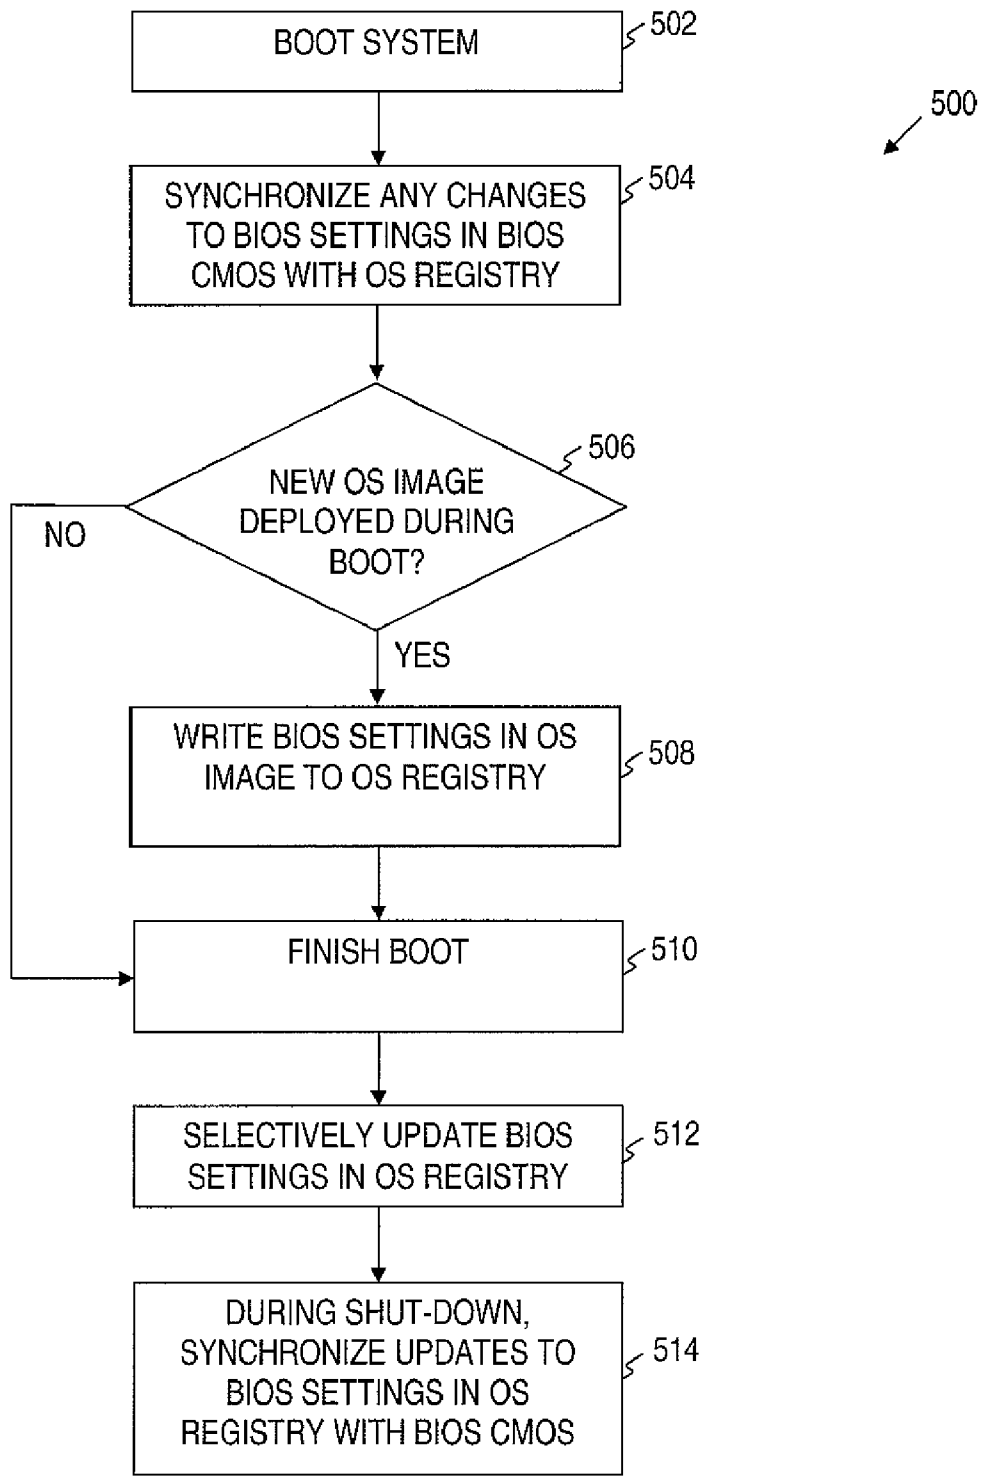 BOOT SYSTEM
502
500
SYNCHRONIZE ANY CHANGES
TO BIOS SETTINGS IN BIOS
CMOS WITH OS REGISTRY
504
NEW OS IMAGE
DEPLOYED DURING
BOOT?
506
NO
YES
WRITE BIOS SETTINGS IN OS
IMAGE TO OS REGISTRY
508
FINISH BOOT
510
SELECTIVELY UPDATE BIOS
SETTINGS IN OS REGISTRY
512
DURING SHUT-DOWN,
SYNCHRONIZE UPDATES TO
BIOS SETTINGS IN OS
REGISTRY WITH BIOS CMOS
514